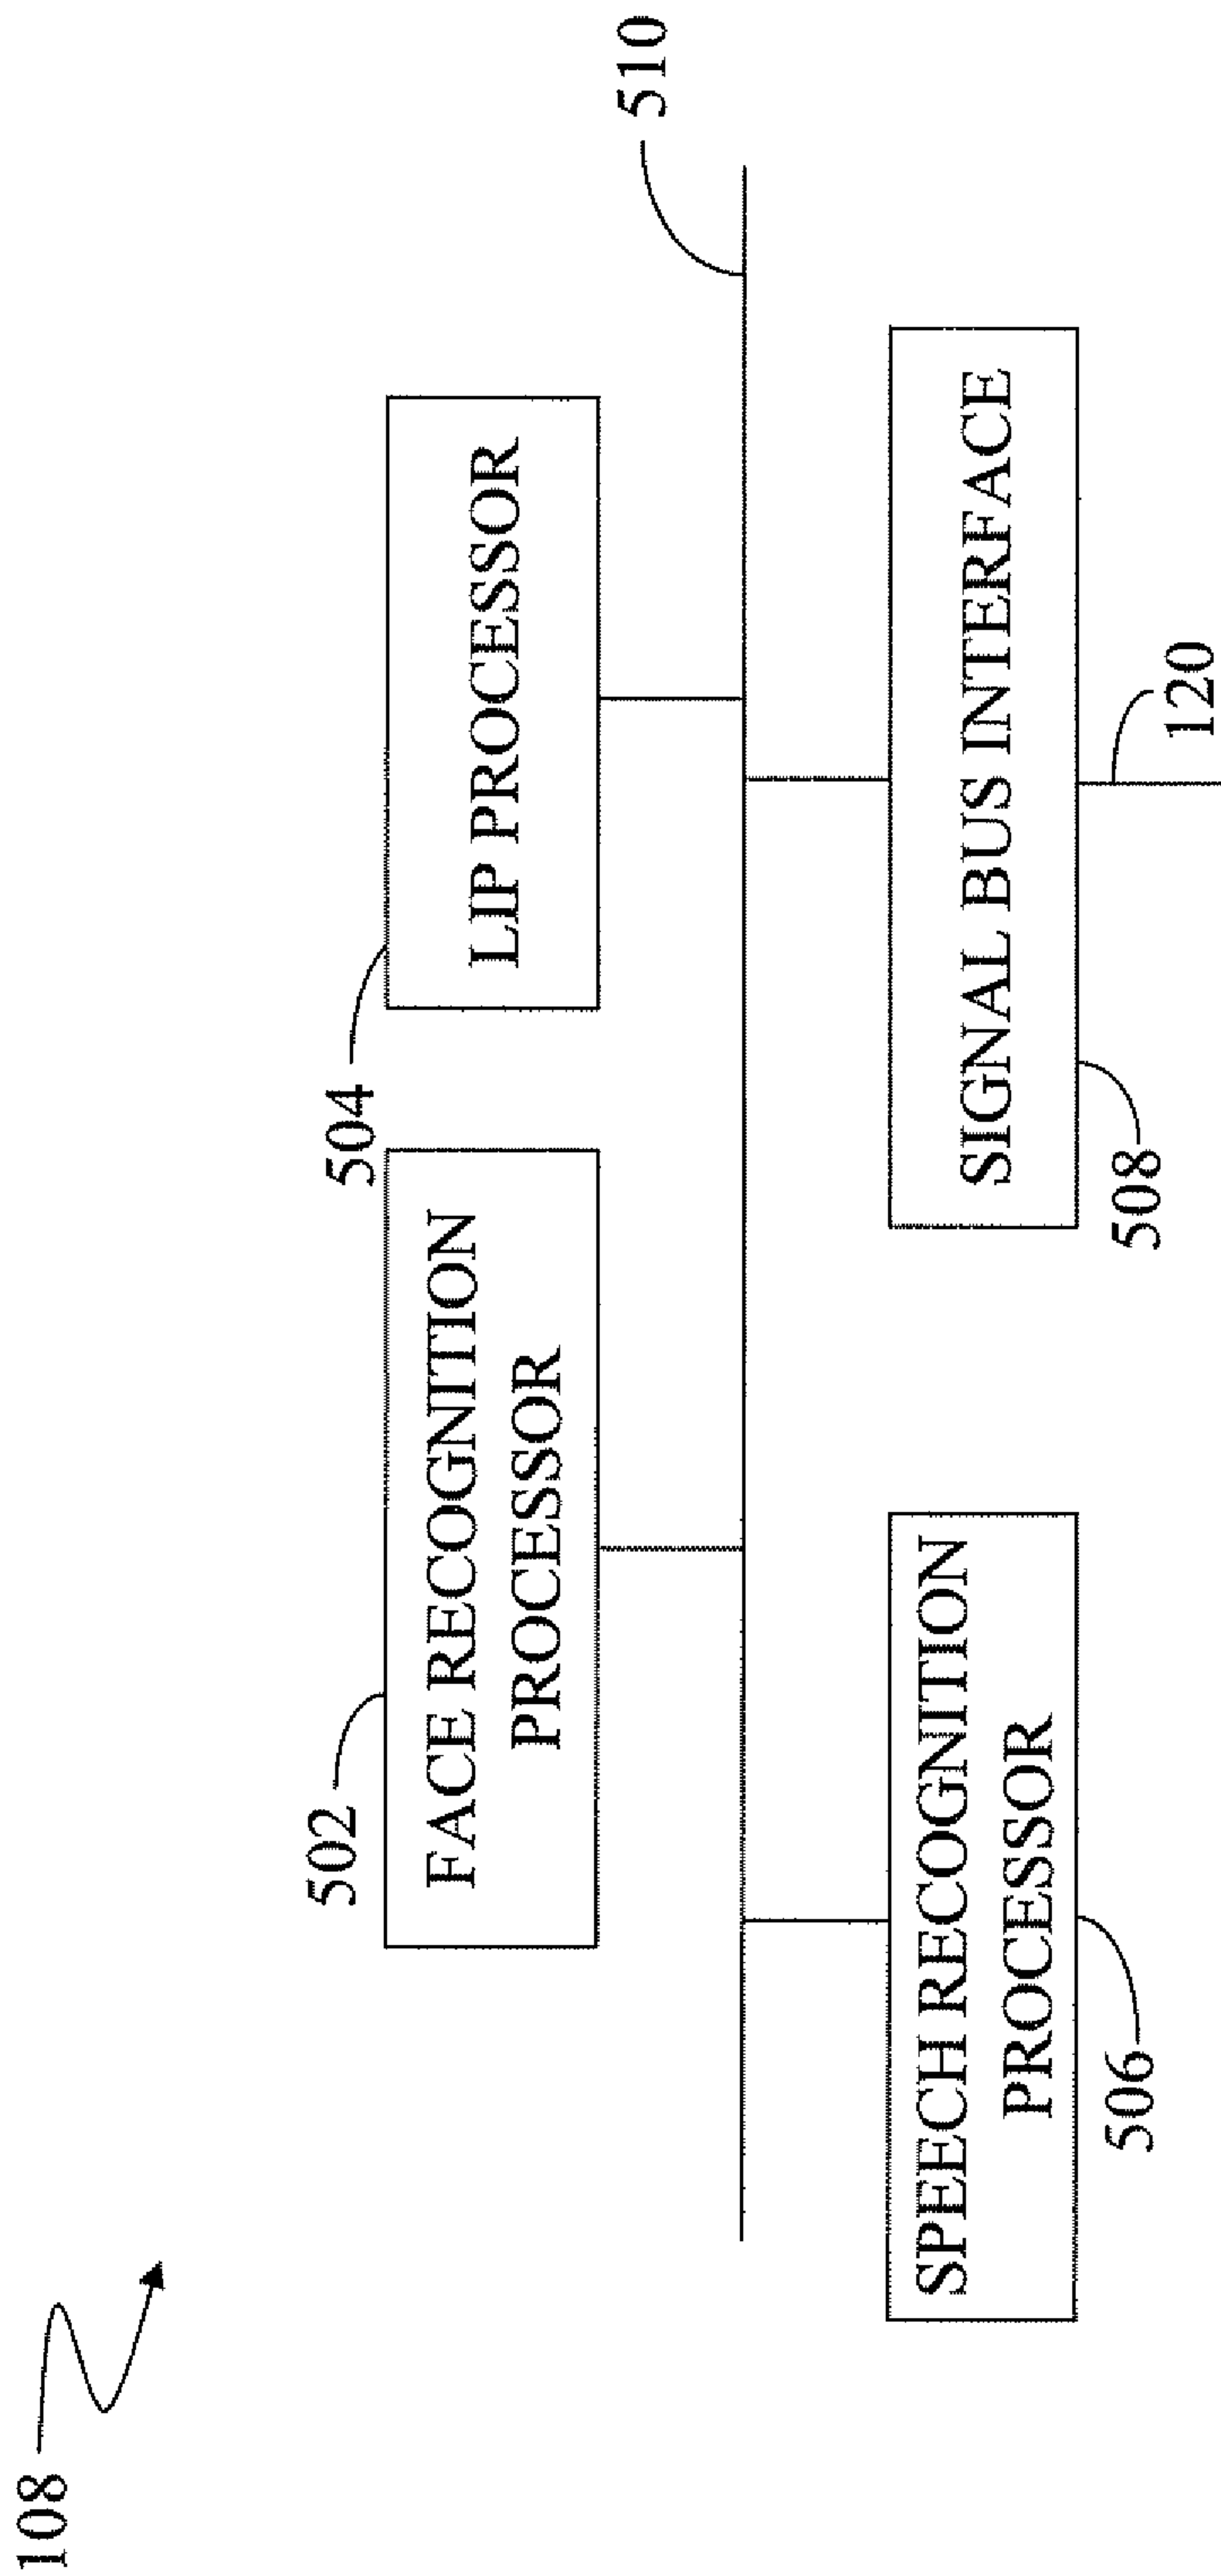 108
502
504
510
FACE RECOGNITION
PROCESSOR
LIP PROCESSOR
SPEECH RECOGNITION
PROCESSOR
SIGNAL BUS INTERFACE
506
508
120